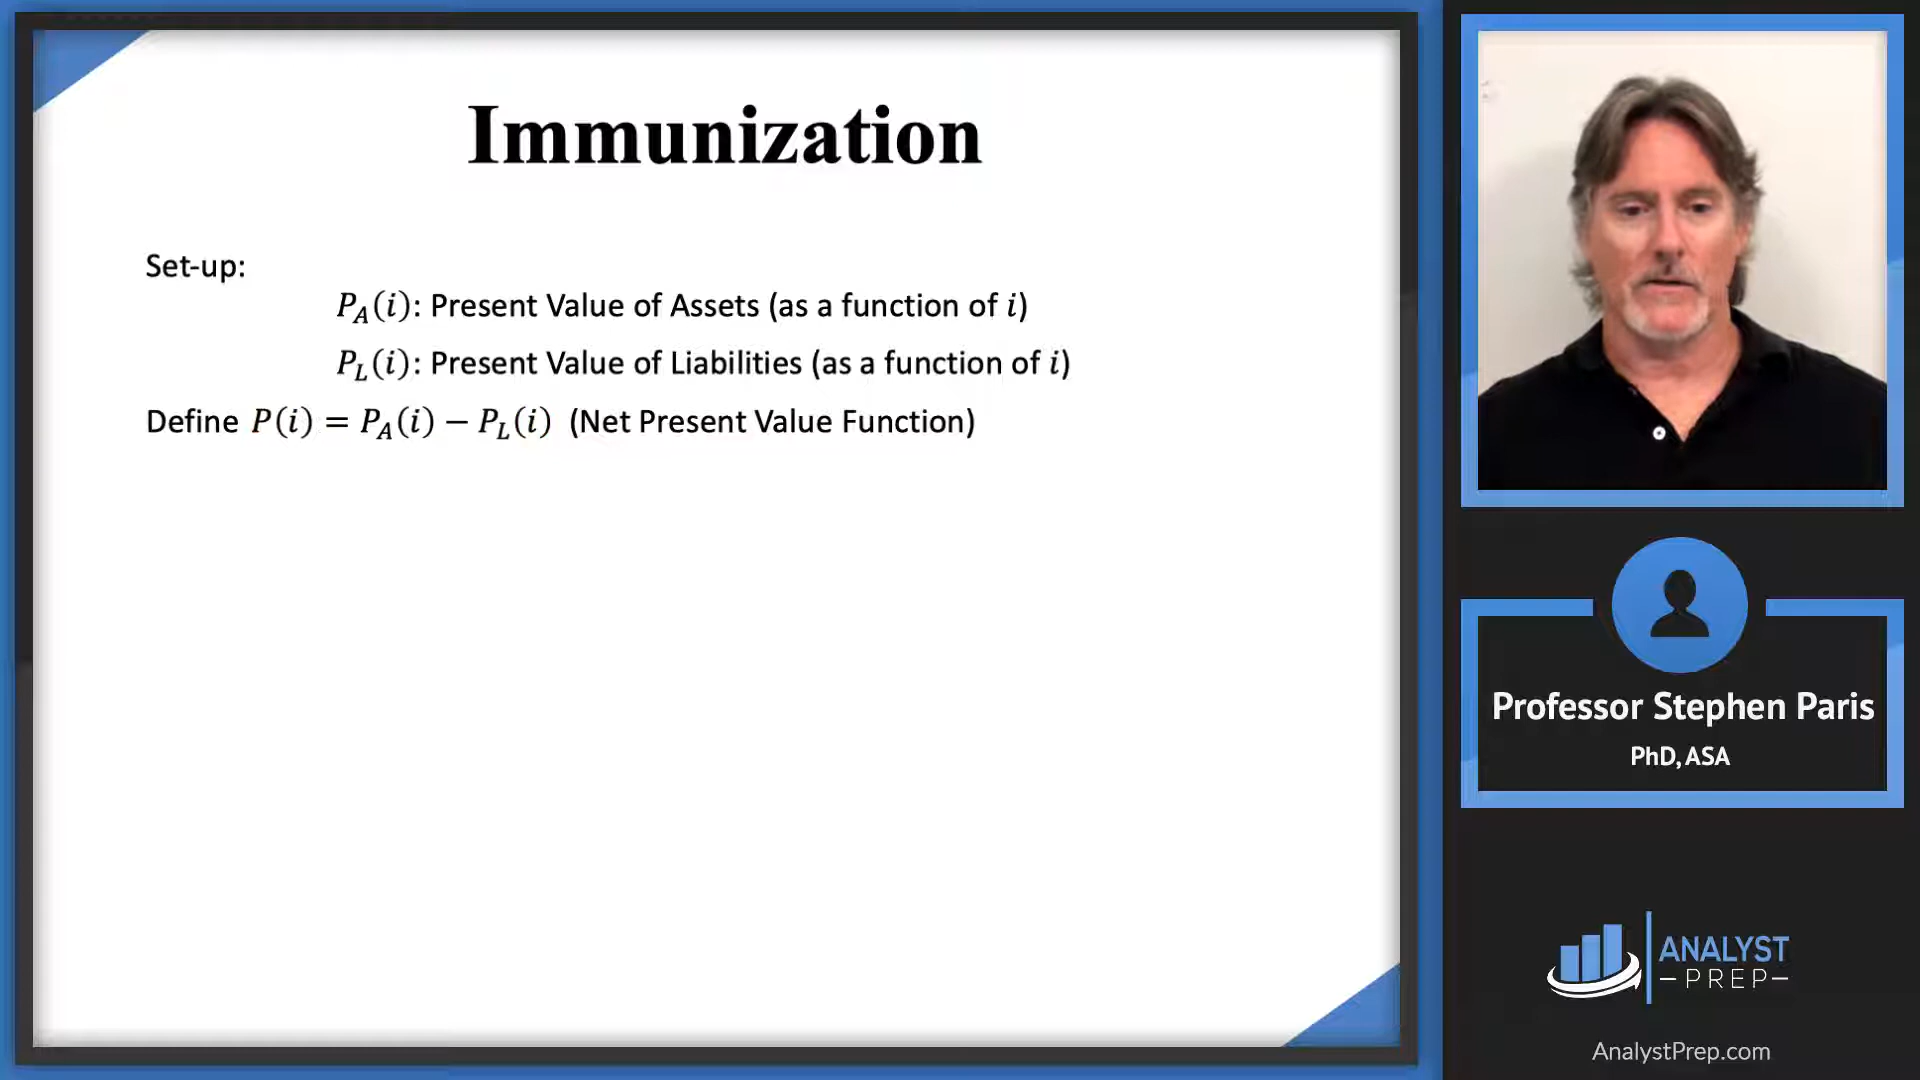 Immunization
Set-up:
P_A(i): Present Value of Assets (as a function of i)
P_L(i): Present Value of Liabilities (as a function of i)
Define P(i) = P_A(i) − P_L(i) (Net Present Value Function)
Professor Stephen Paris
PhD, ASA
ANALYST
PREP
AnalystPrep.com